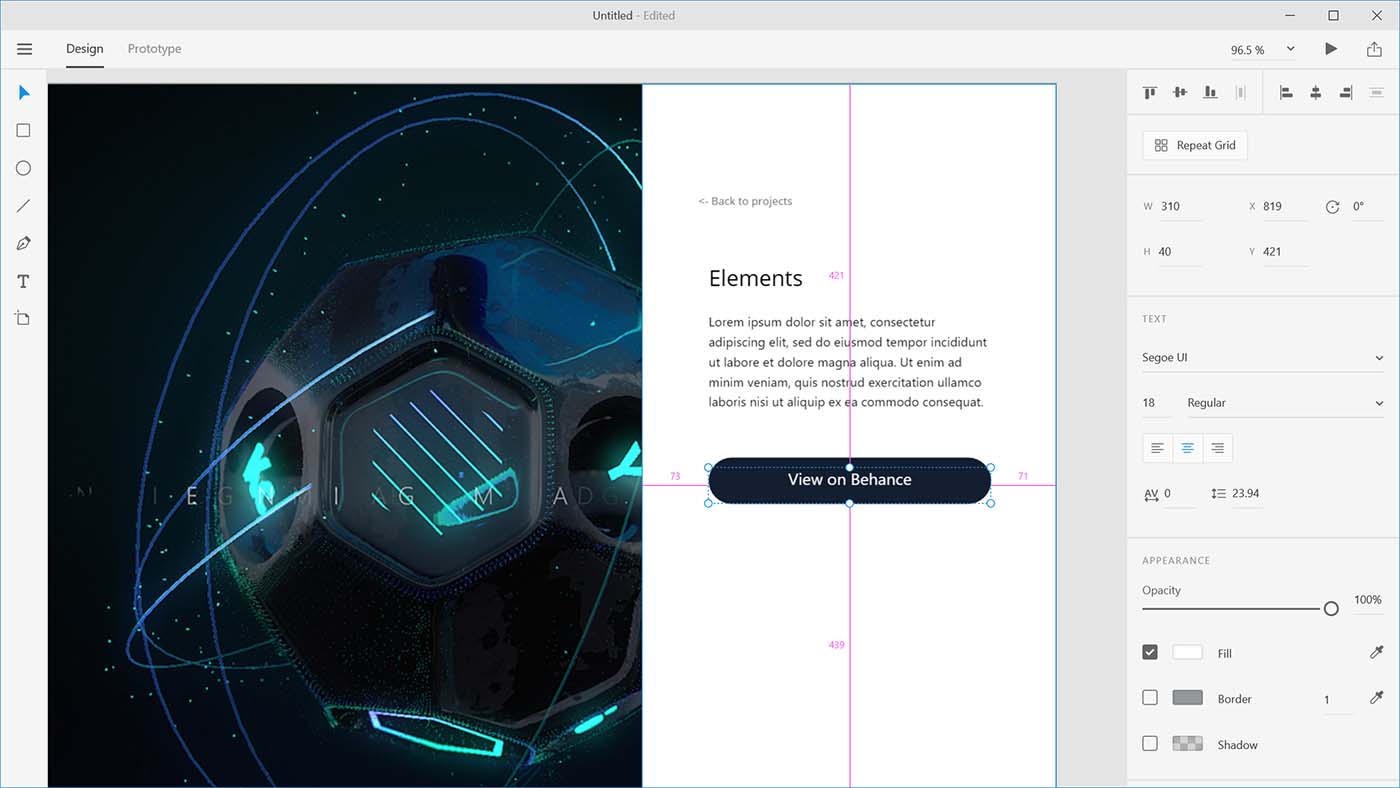 Untitled - Edited
Design Prototype 96.5 %
Repeat Grid
W 310 X 819 0°
H 40 Y 421
<- Back to projects
Elements
421
Lorem ipsum dolor sit amet, consectetur
adipiscing elit, sed do eiusmod tempor incididunt
ut labore et dolore magna aliqua. Ut enim ad
minim veniam, quis nostrud exercitation ullamco
laboris nisi ut aliquip ex ea commodo consequat.
73
View on Behance
71
439
N I E G N M I A G M A D G
TEXT
Segoe UI
18 Regular
AV 0 23.94
APPEARANCE
Opacity
100%
Fill
Border 1
Shadow
T